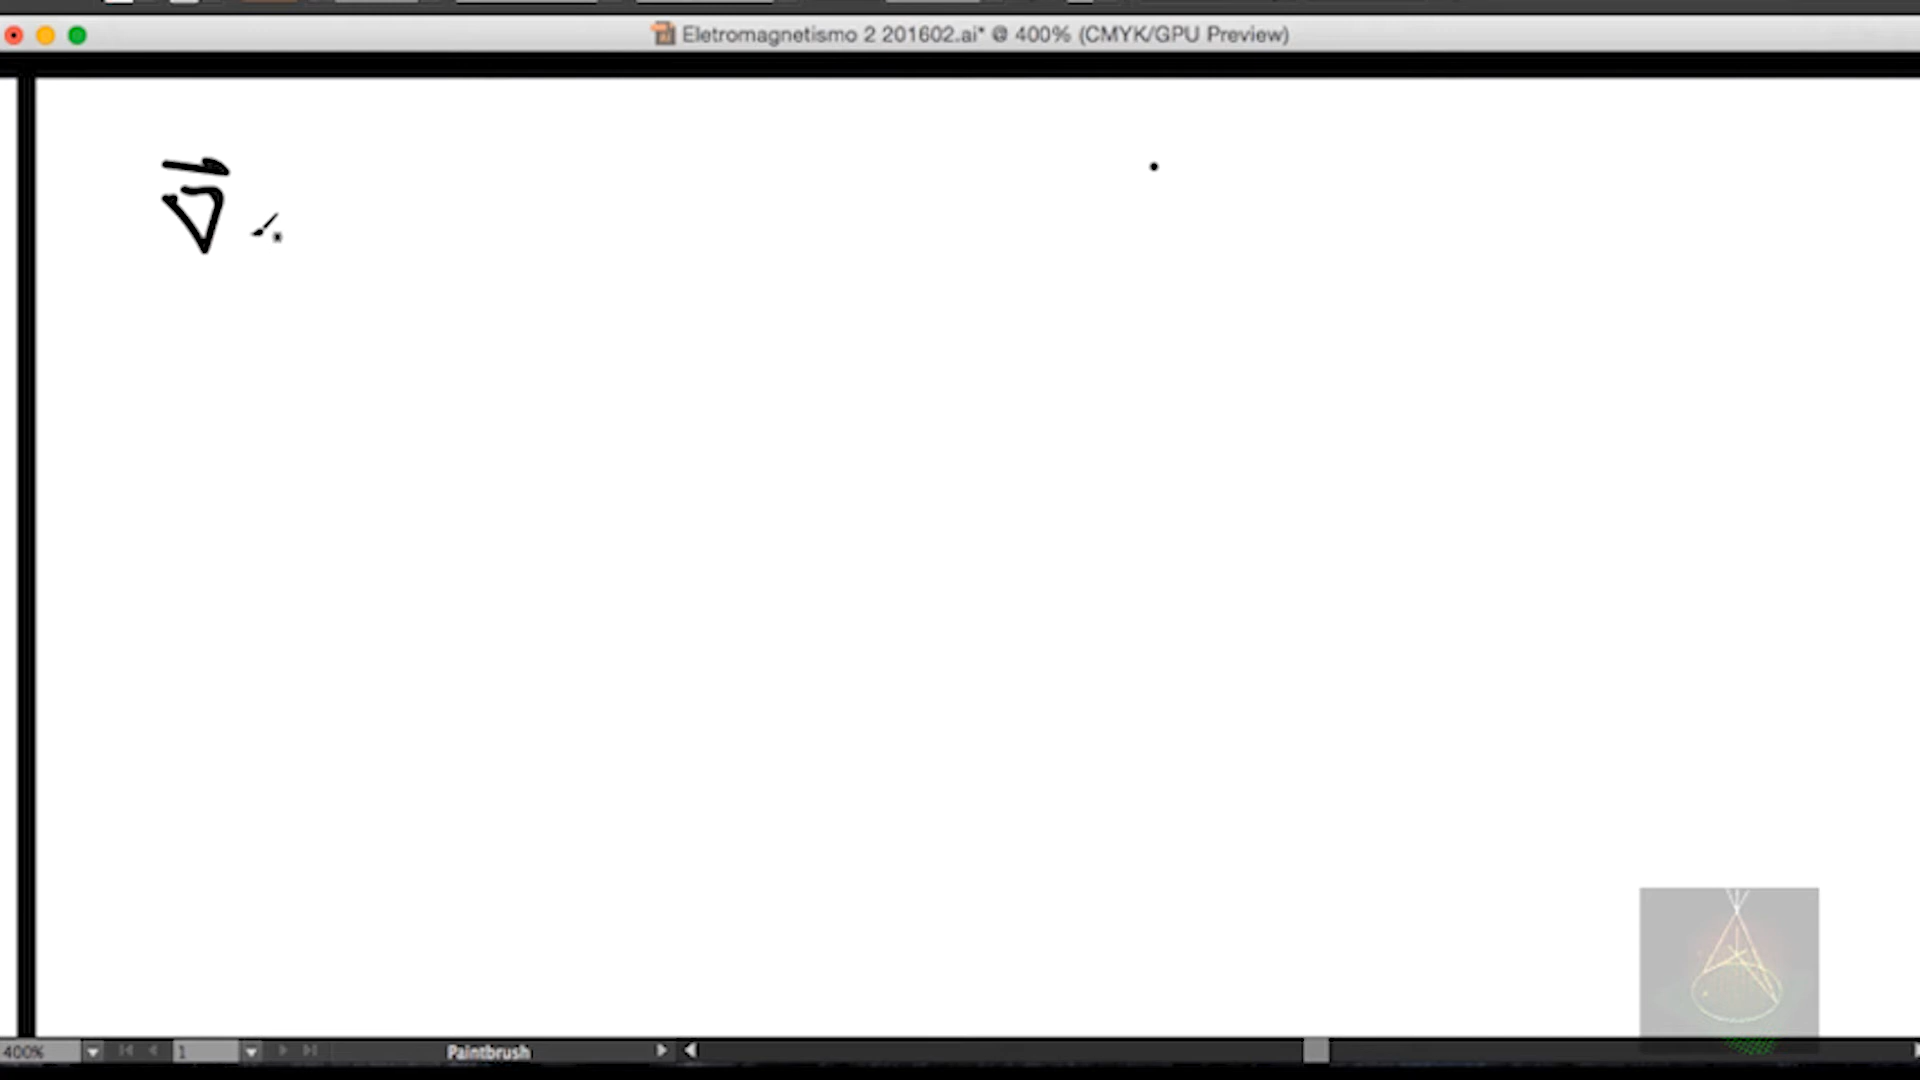 Eletromagnetismo 2 201602.ai* @ 400% (CMYK/GPU Preview)
∇⃗
400% 1 Paintbrush